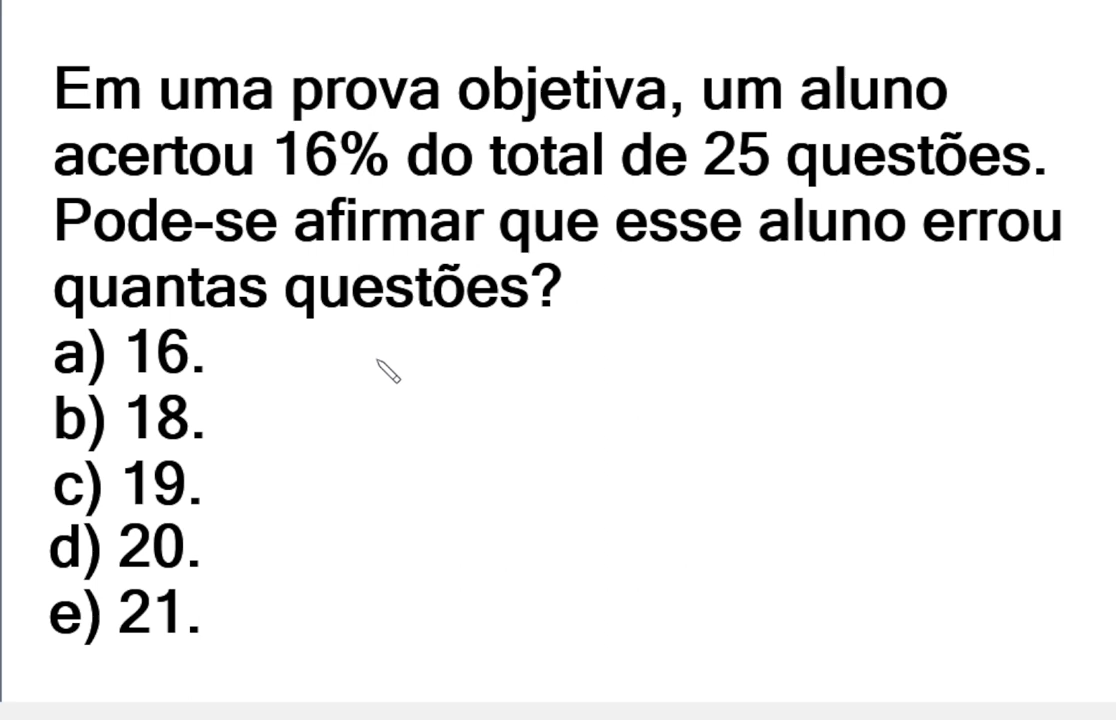 Em uma prova objetiva, um aluno
acertou 16% do total de 25 questões.
Pode-se afirmar que esse aluno errou
quantas questões?
a) 16.
b) 18.
c) 19.
d) 20.
e) 21.